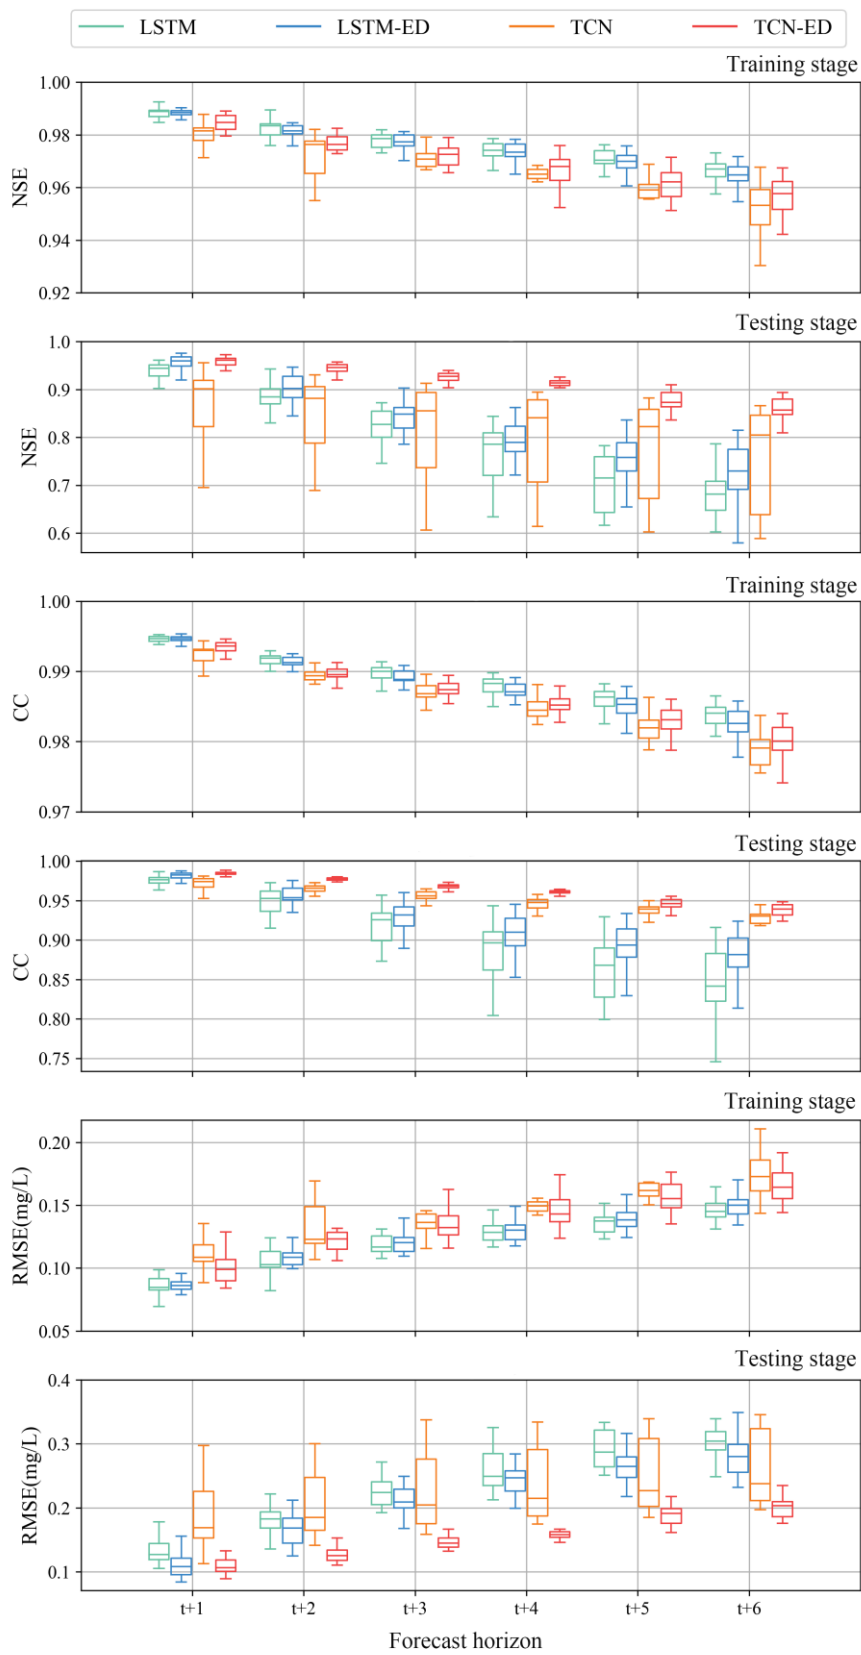 LSTM LSTM-ED TCN TCN-ED
Training stage
1.00
0.98
0.96
0.94
0.92
NSE
Testing stage
1.0
0.9
0.8
0.7
0.6
NSE
Training stage
1.00
0.99
0.98
0.97
CC
Testing stage
1.00
0.95
0.90
0.85
0.80
0.75
CC
Training stage
0.20
0.15
0.10
0.05
RMSE(mg/L)
Testing stage
0.4
0.3
0.2
0.1
RMSE(mg/L)
t+1 t+2 t+3 t+4 t+5 t+6
Forecast horizon